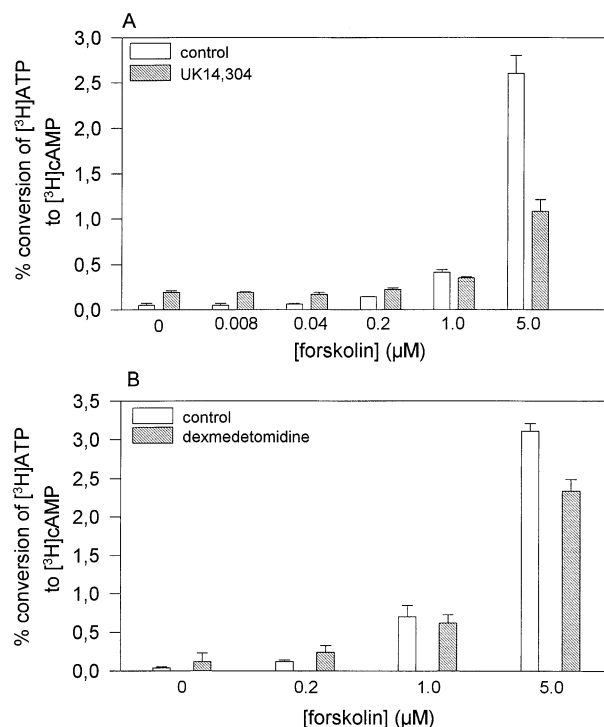 A
3,0
2,5
2,0
1,5
1,0
0,5
0,0
% conversion of [³H]ATP
to [³H]cAMP
control
UK14,304
0 0.008 0.04 0.2 1.0 5.0
[forskolin] (µM)
B
3,5
3,0
2,5
2,0
1,5
1,0
0,5
0,0
% conversion of [³H]ATP
to [³H]cAMP
control
dexmedetomidine
0 0.2 1.0 5.0
[forskolin] (µM)